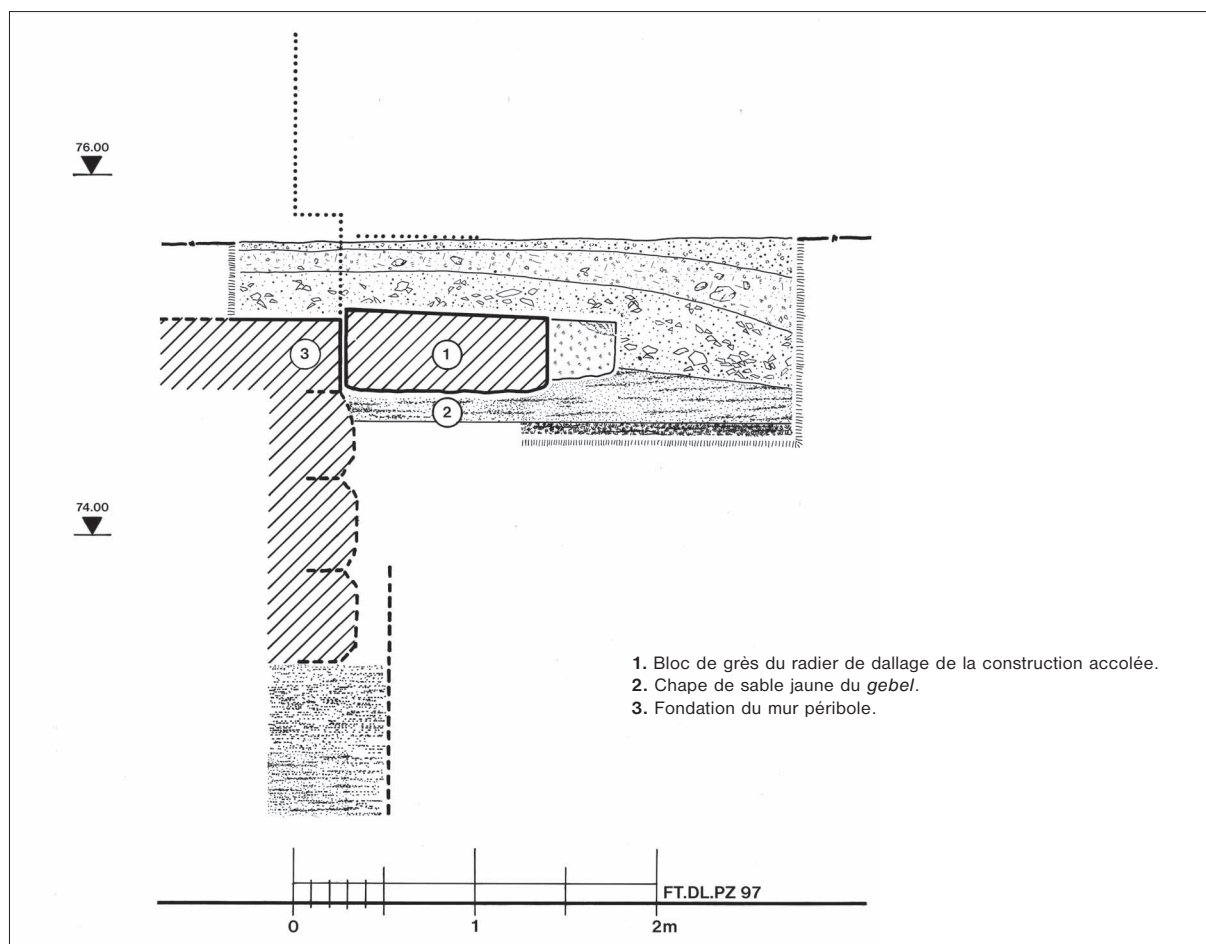 76.00
3
1
2
74.00
1. Bloc de grès du radier de dallage de la construction accolée.
2. Chape de sable jaune du gebel.
3. Fondation du mur péribole.
FT.DL.PZ 97
0 1 2m